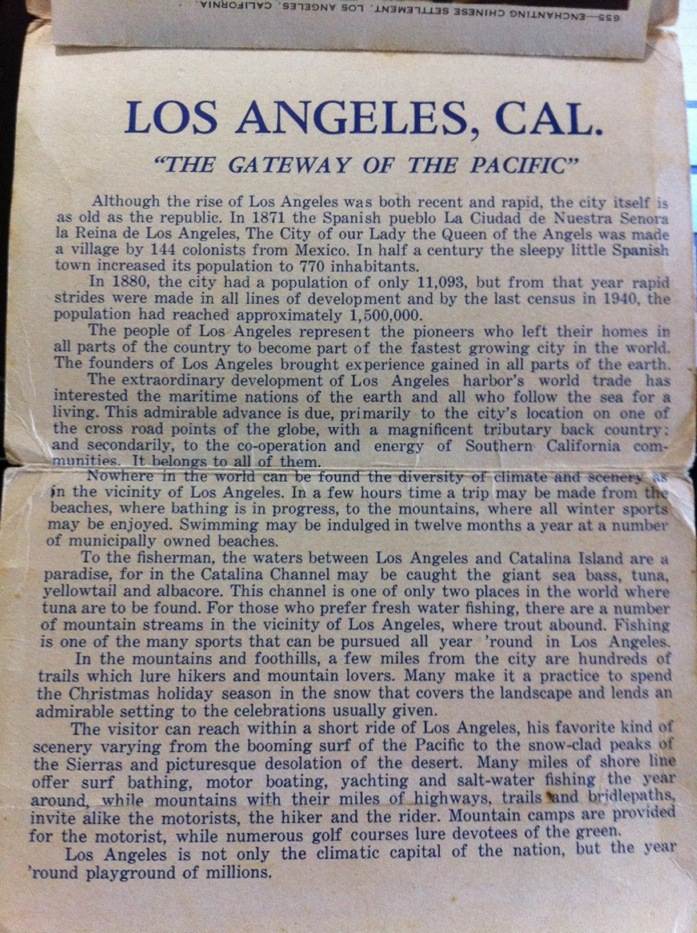 655—ENCHANTING CHINESE SETTLEMENT, LOS ANGELES, CALIFORNIA.
LOS ANGELES, CAL.
"THE GATEWAY OF THE PACIFIC"
Although the rise of Los Angeles was both recent and rapid, the city itself is
as old as the republic. In 1871 the Spanish pueblo La Ciudad de Nuestra Senora
la Reina de Los Angeles, The City of our Lady the Queen of the Angels was made
a village by 144 colonists from Mexico. In half a century the sleepy little Spanish
town increased its population to 770 inhabitants.
In 1880, the city had a population of only 11,093, but from that year rapid
strides were made in all lines of development and by the last census in 1940, the
population had reached approximately 1,500,000.
The people of Los Angeles represent the pioneers who left their homes in
all parts of the country to become part of the fastest growing city in the world.
The founders of Los Angeles brought experience gained in all parts of the earth.
The extraordinary development of Los Angeles harbor's world trade has
interested the maritime nations of the earth and all who follow the sea for a
living. This admirable advance is due, primarily to the city's location on one of
the cross road points of the globe, with a magnificent tributary back country;
and secondarily, to the co-operation and energy of Southern California com-
munities. It belongs to all of them.
Nowhere in the world can be found the diversity of climate and scenery as
in the vicinity of Los Angeles. In a few hours time a trip may be made from the
beaches, where bathing is in progress, to the mountains, where all winter sports
may be enjoyed. Swimming may be indulged in twelve months a year at a number
of municipally owned beaches.
To the fisherman, the waters between Los Angeles and Catalina Island are a
paradise, for in the Catalina Channel may be caught the giant sea bass, tuna,
yellowtail and albacore. This channel is one of only two places in the world where
tuna are to be found. For those who prefer fresh water fishing, there are a number
of mountain streams in the vicinity of Los Angeles, where trout abound. Fishing
is one of the many sports that can be pursued all year 'round in Los Angeles.
In the mountains and foothills, a few miles from the city are hundreds of
trails which lure hikers and mountain lovers. Many make it a practice to spend
the Christmas holiday season in the snow that covers the landscape and lends an
admirable setting to the celebrations usually given.
The visitor can reach within a short ride of Los Angeles, his favorite kind of
scenery varying from the booming surf of the Pacific to the snow-clad peaks of
the Sierras and picturesque desolation of the desert. Many miles of shore line
offer surf bathing, motor boating, yachting and salt-water fishing the year
around, while mountains with their miles of highways, trails and bridlepaths,
invite alike the motorists, the hiker and the rider. Mountain camps are provided
for the motorist, while numerous golf courses lure devotees of the green.
Los Angeles is not only the climatic capital of the nation, but the year
'round playground of millions.